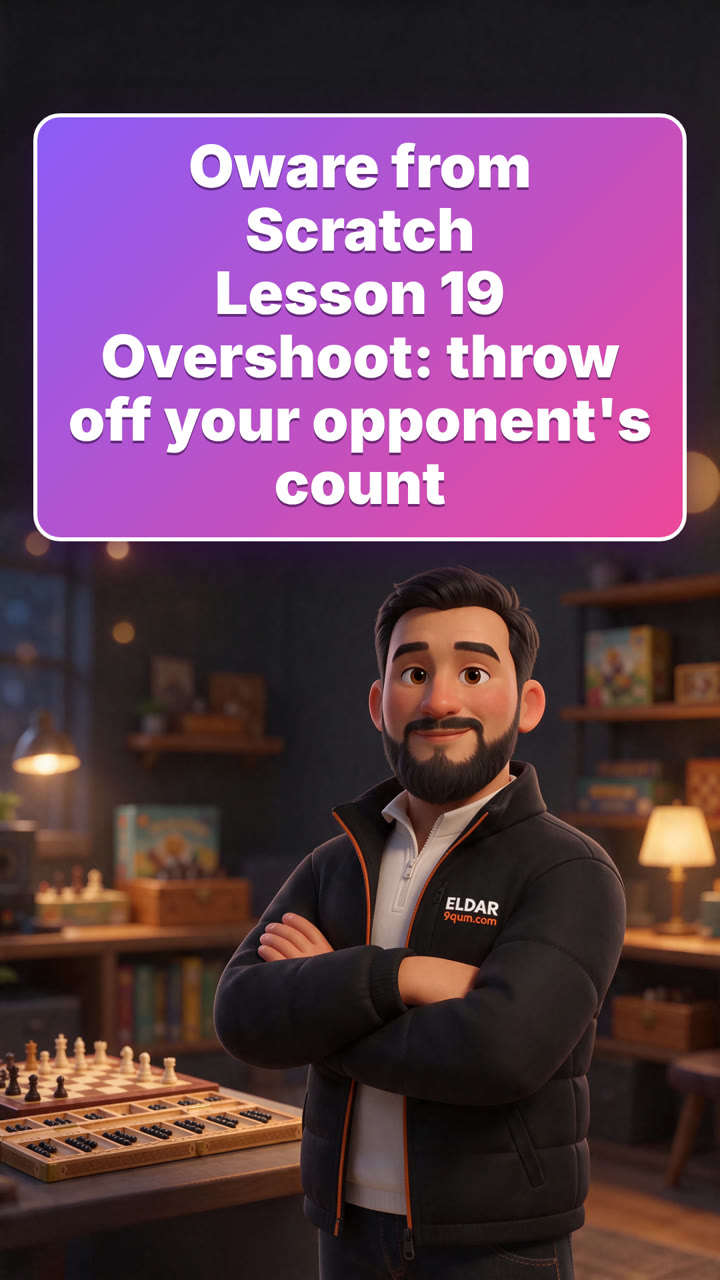 Oware from
Scratch
Lesson 19
Overshoot: throw
off your opponent's
count
ELDAR
9qum.com